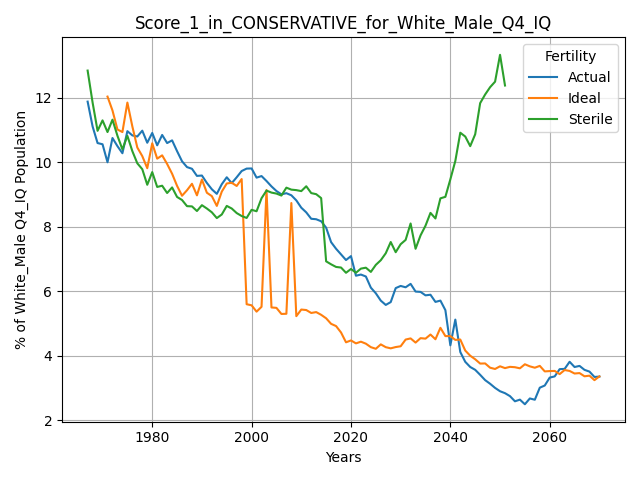 Score_1_in_CONSERVATIVE_for_White_Male_Q4_IQ
Fertility
Actual
Ideal
Sterile
% of White_Male Q4_IQ Population
12
10
8
6
4
2
1980
2000
2020
2040
2060
Years